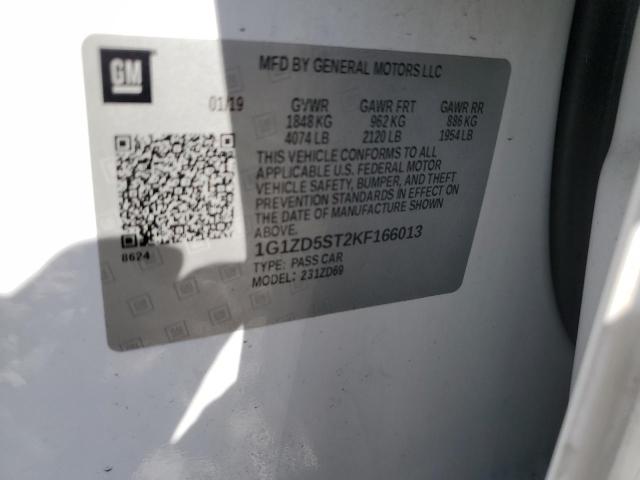 GM
MFD BY GENERAL MOTORS LLC
01/19 GVWR GAWR FRT GAWR RR
1848 KG 962 KG 886 KG
4074 LB 2120 LB 1954 LB
THIS VEHICLE CONFORMS TO ALL
APPLICABLE U.S. FEDERAL MOTOR
VEHICLE SAFETY, BUMPER, AND THEFT
PREVENTION STANDARDS IN EFFECT ON
THE DATE OF MANUFACTURE SHOWN
ABOVE.
8624
1G1ZD5ST2KF166013
TYPE: PASS CAR
MODEL: 231ZD69